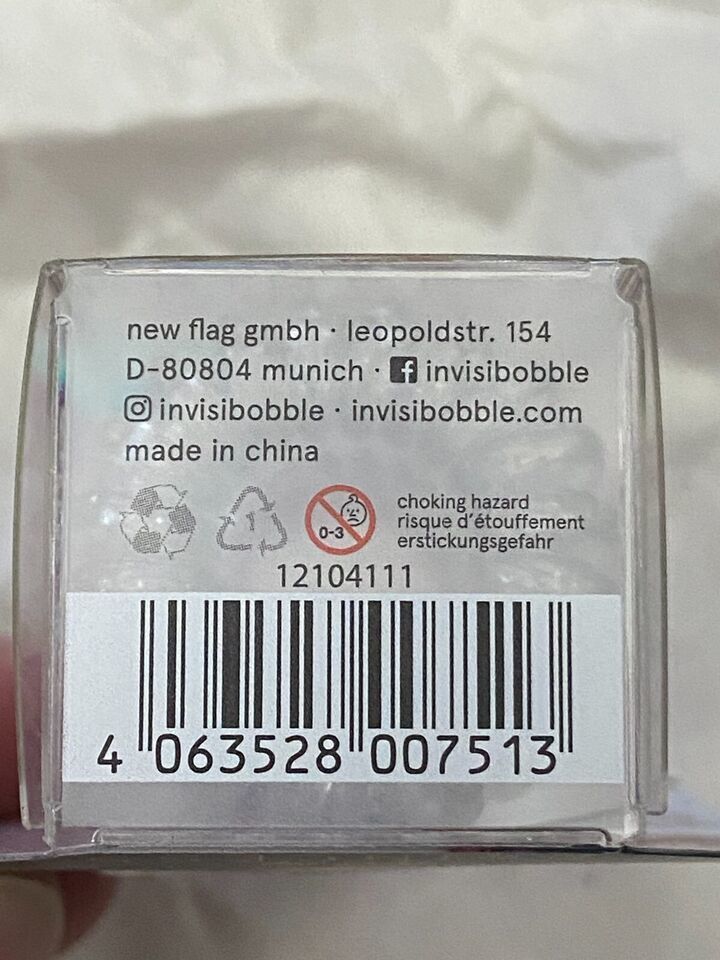 new flag gmbh · leopoldstr. 154
D-80804 munich · f invisibobble
invisibobble · invisibobble.com
made in china
1
0-3
choking hazard
risque d'étouffement
erstickungsgefahr
12104111
4 063528 007513